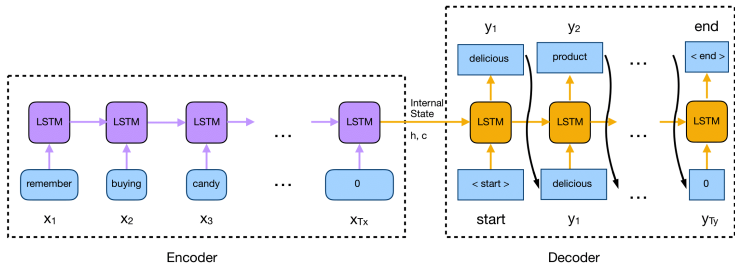 y1 y2 end
delicious product ... < end >
Internal
State
h, c
LSTM LSTM LSTM ... LSTM LSTM LSTM ... LSTM
remember buying candy ... 0 < start > delicious ... 0
x1 x2 x3 xTx start y1 yTy
Encoder Decoder